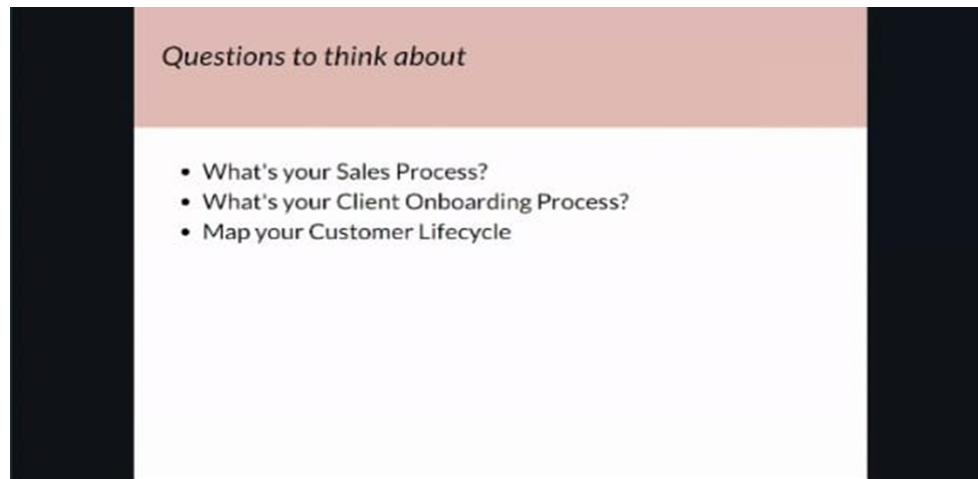 Questions to think about
• What's your Sales Process?
• What's your Client Onboarding Process?
• Map your Customer Lifecycle